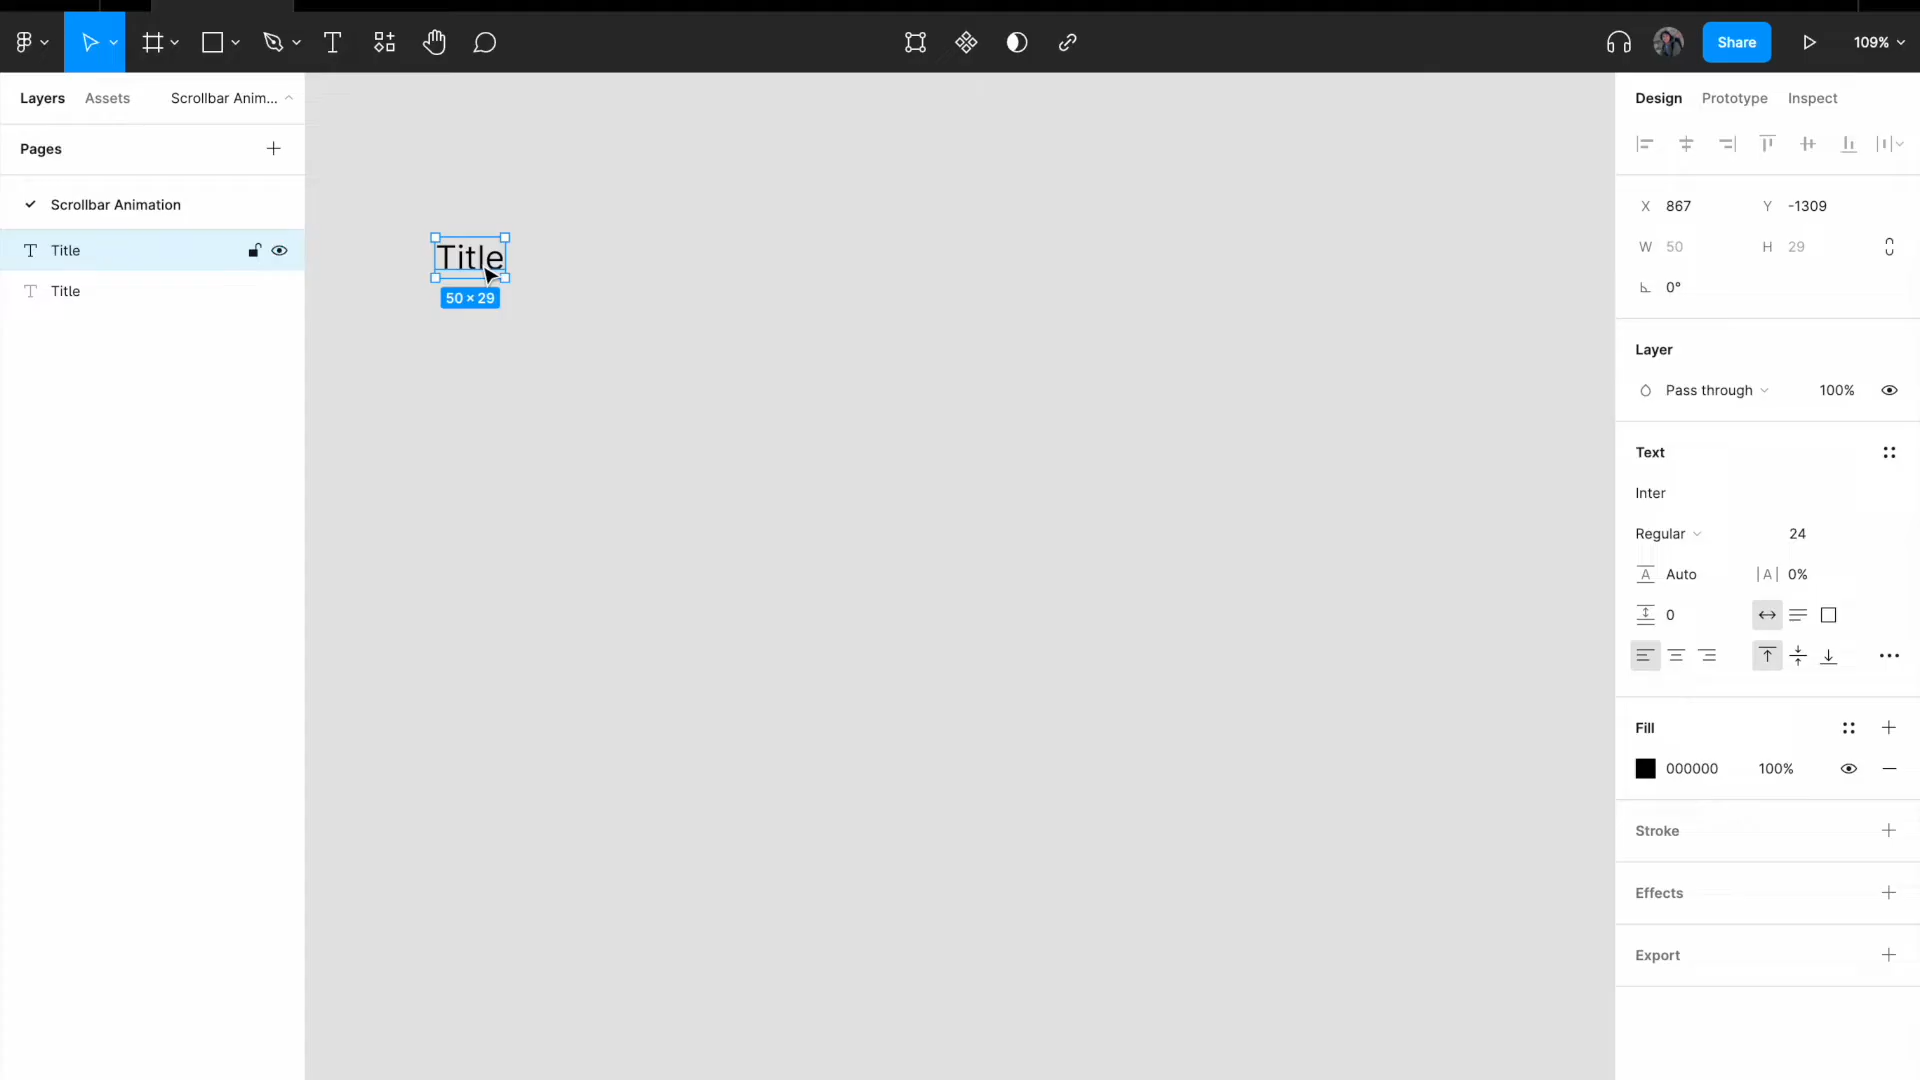 Share
109%
Layers
Assets
Scrollbar Anim...
Design
Prototype
Inspect
Pages
Scrollbar Animation
X 867
Y -1309
W 50
H 29
0°
Title
Title
Title
50 × 29
Layer
Pass through
100%
Text
Inter
Regular
24
A Auto
|A| 0%
0
Fill
000000
100%
Stroke
Effects
Export